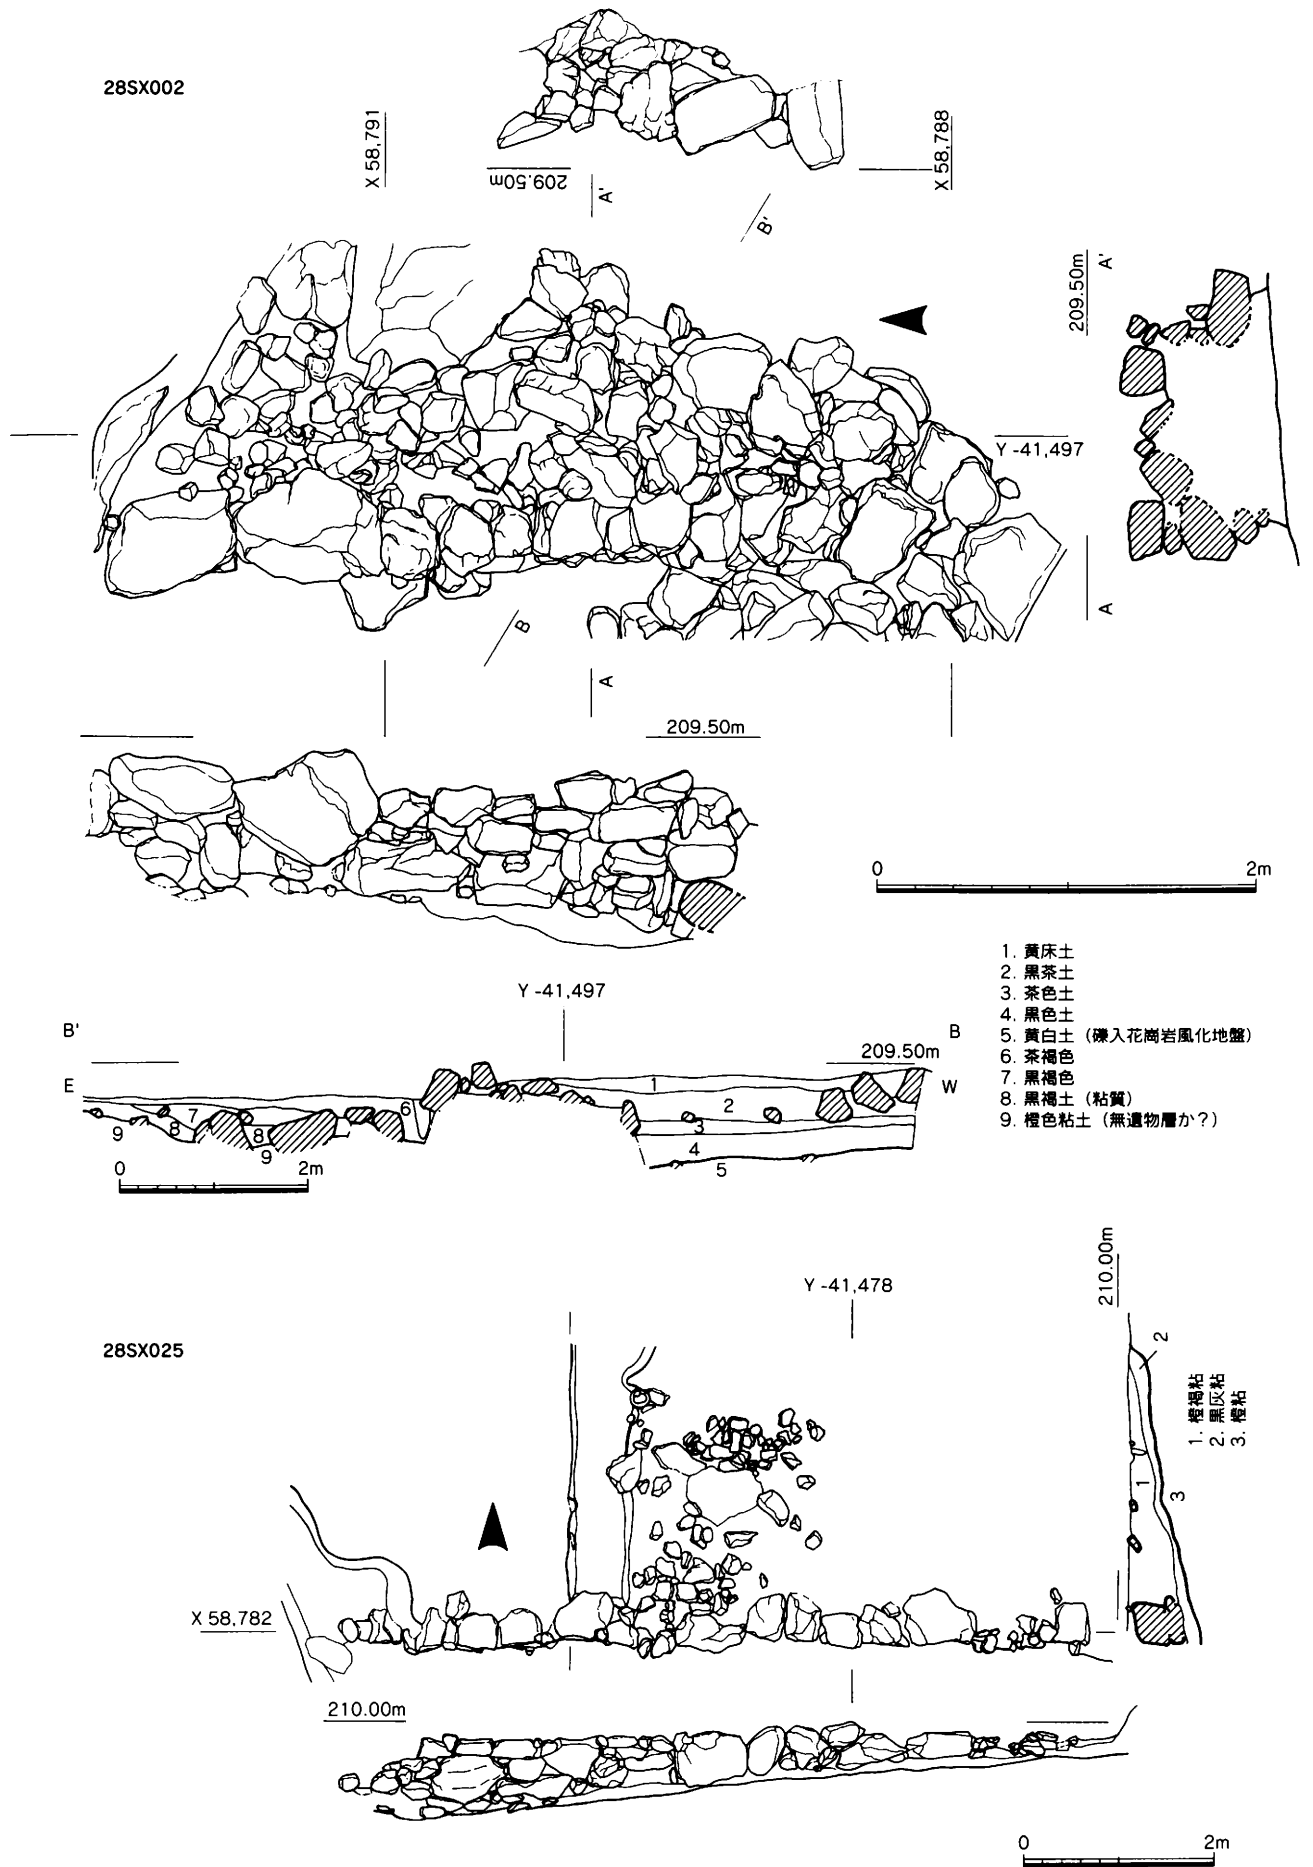 28SX002
X 58,791
X 58,788
209.50m
A'
B'
209.50m
A'
Y -41,497
A
B
A
209.50m
0 2m
1. 黄床土
2. 黒茶土
3. 茶色土
4. 黒色土
5. 黄白土（礫入花崗岩風化地盤）
6. 茶褐色
7. 黒褐色
8. 黒褐土（粘質）
9. 橙色粘土（無遺物層か？）
Y -41,497
B' B
209.50m
E W
1
2
3
4
5
6
7
8
8
9
9
0 2m
28SX025
Y -41,478
210.00m
2
1
3
1. 橙褐粘
2. 黒灰粘
3. 橙粘
X 58,782
210.00m
0 2m